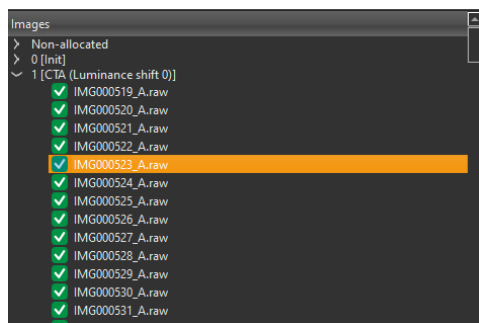 Images
Non-allocated
0 [Init]
1 [CTA (Luminance shift 0)]
IMG000519_A.raw
IMG000520_A.raw
IMG000521_A.raw
IMG000522_A.raw
IMG000523_A.raw
IMG000524_A.raw
IMG000525_A.raw
IMG000526_A.raw
IMG000527_A.raw
IMG000528_A.raw
IMG000529_A.raw
IMG000530_A.raw
IMG000531_A.raw